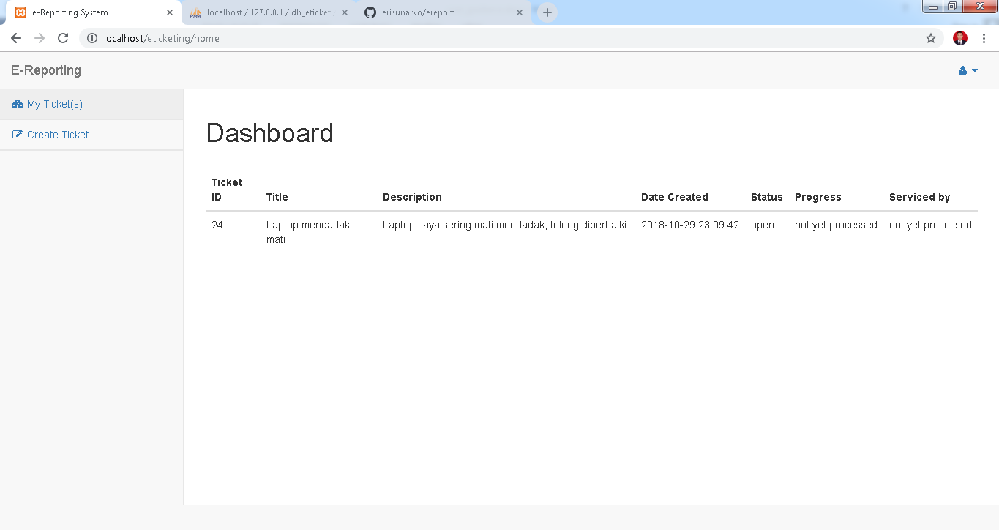 e-Reporting System
localhost / 127.0.0.1 / db_eticket
erisunarko/ereport
localhost/eticketing/home
E-Reporting
My Ticket(s)
Create Ticket
Dashboard
Ticket
ID Title Description Date Created Status Progress Serviced by
24 Laptop mendadak Laptop saya sering mati mendadak, tolong diperbaiki. 2018-10-29 23:09:42 open not yet processed not yet processed
mati